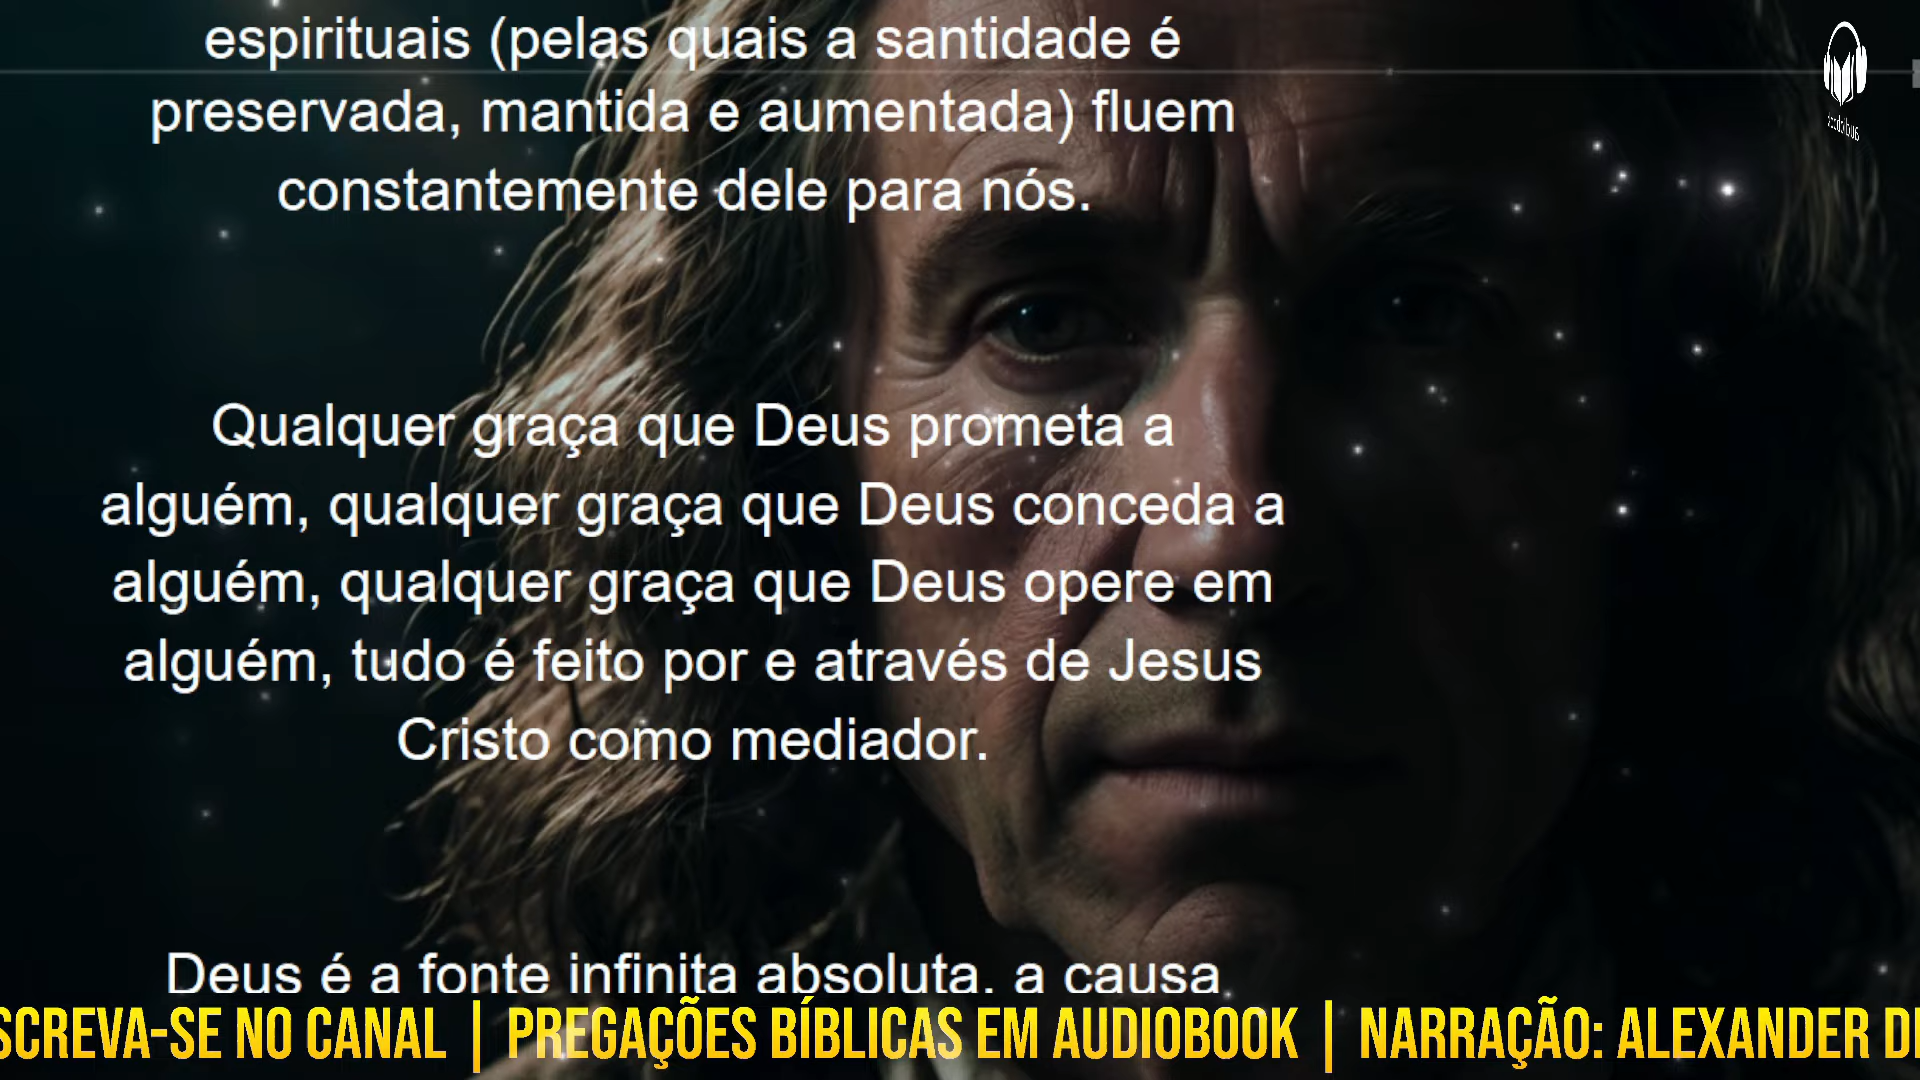 espirituais (pelas quais a santidade é
preservada, mantida e aumentada) fluem
constantemente dele para nós.
Qualquer graça que Deus prometa a
alguém, qualquer graça que Deus conceda a
alguém, qualquer graça que Deus opere em
alguém, tudo é feito por e através de Jesus
Cristo como mediador.
Deus é a fonte infinita absoluta, a causa
SCREVA-SE NO CANAL | PREGAÇÕES BÍBLICAS EM AUDIOBOOK | NARRAÇÃO: ALEXANDER